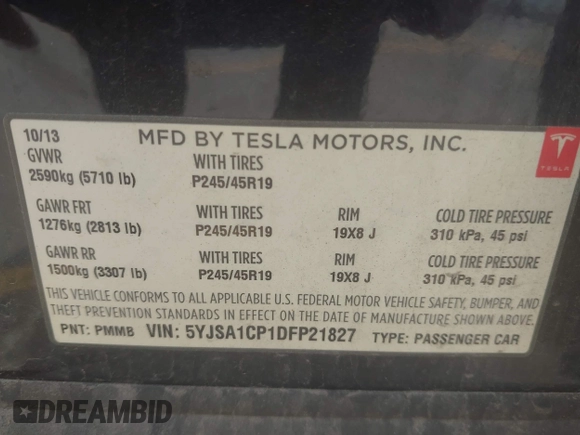 10/13 MFD BY TESLA MOTORS, INC.
TESLA
GVWR WITH TIRES
2590kg (5710 lb) P245/45R19
GAWR FRT WITH TIRES RIM COLD TIRE PRESSURE
1276kg (2813 lb) P245/45R19 19X8 J 310 kPa, 45 psi
GAWR RR WITH TIRES RIM COLD TIRE PRESSURE
1500kg (3307 lb) P245/45R19 19X8 J 310 kPa, 45 psi
THIS VEHICLE CONFORMS TO ALL APPLICABLE U.S. FEDERAL MOTOR VEHICLE SAFETY, BUMPER, AND
THEFT PREVENTION STANDARDS IN EFFECT ON THE DATE OF MANUFACTURE SHOWN ABOVE.
PNT: PMMB VIN: 5YJSA1CP1DFP21827 TYPE: PASSENGER CAR
DREAMBID